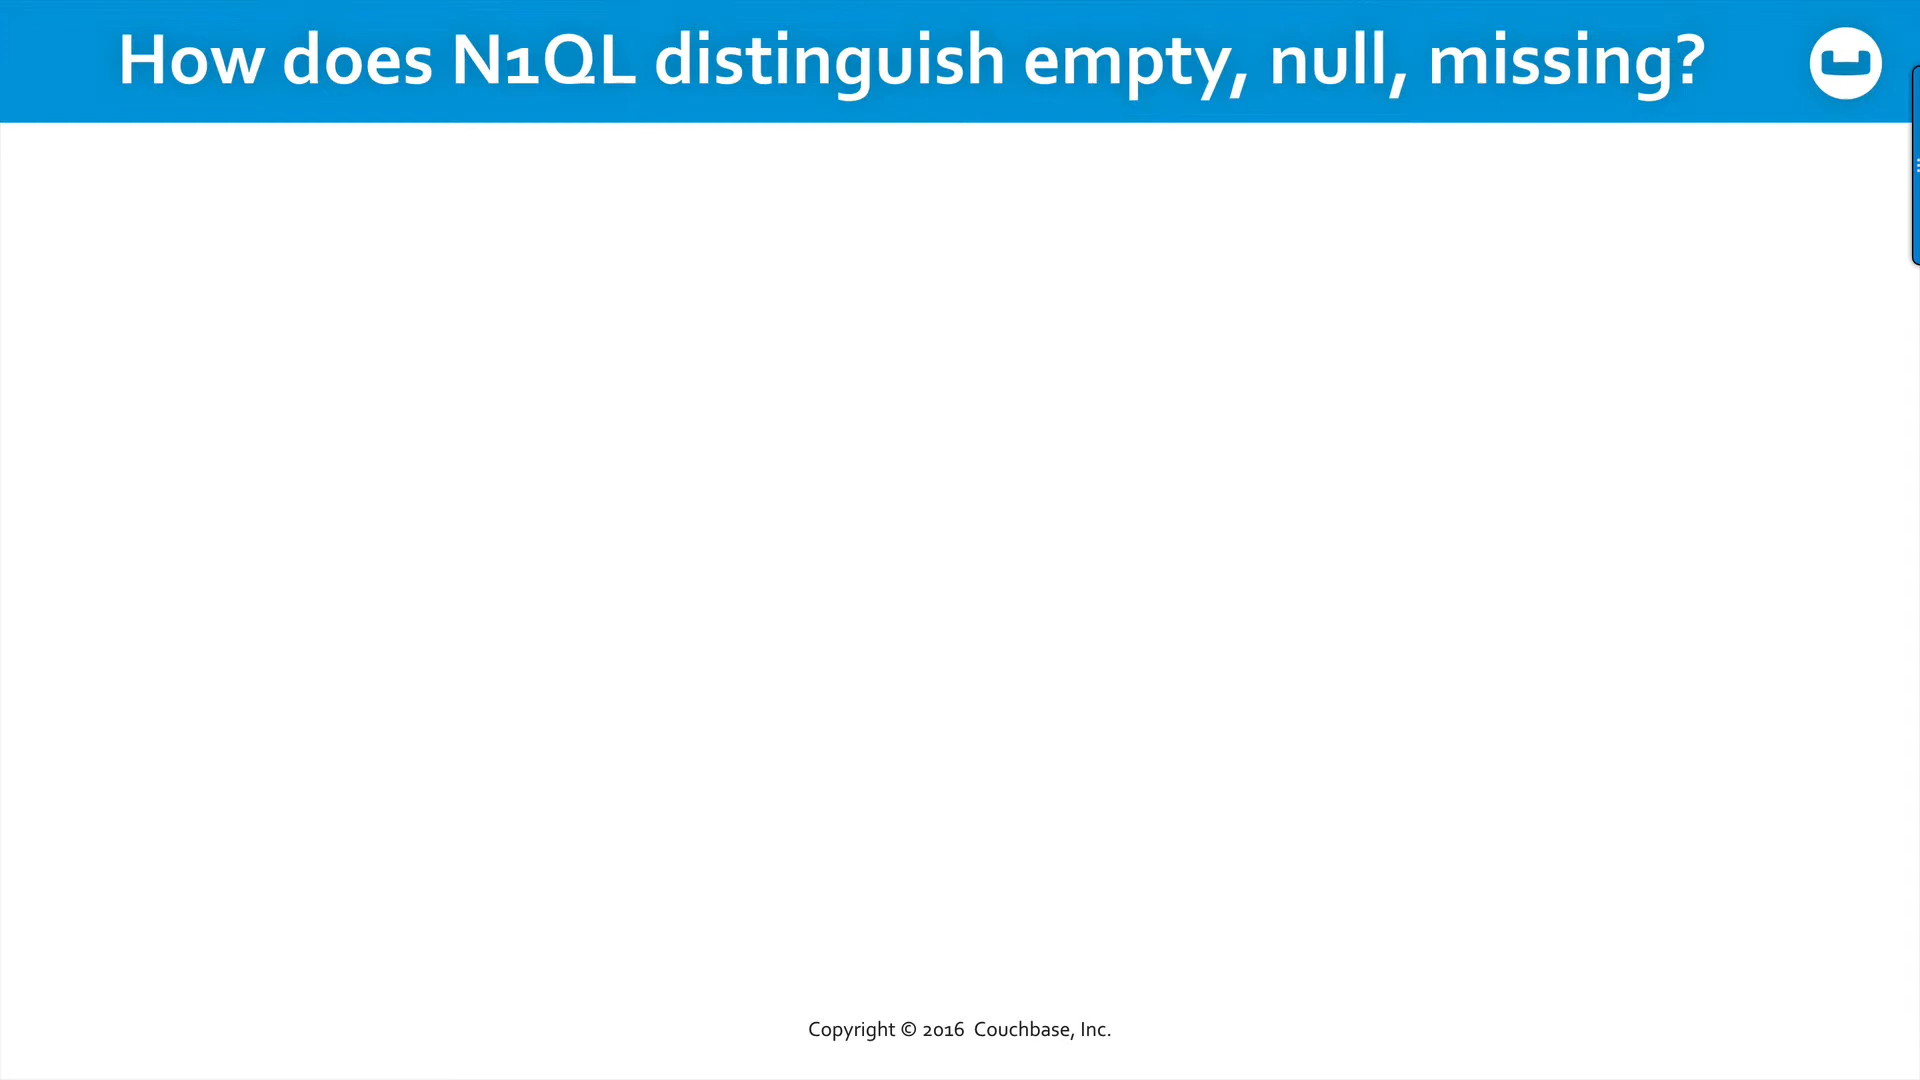 How does N1QL distinguish empty, null, missing?
Copyright © 2016 Couchbase, Inc.